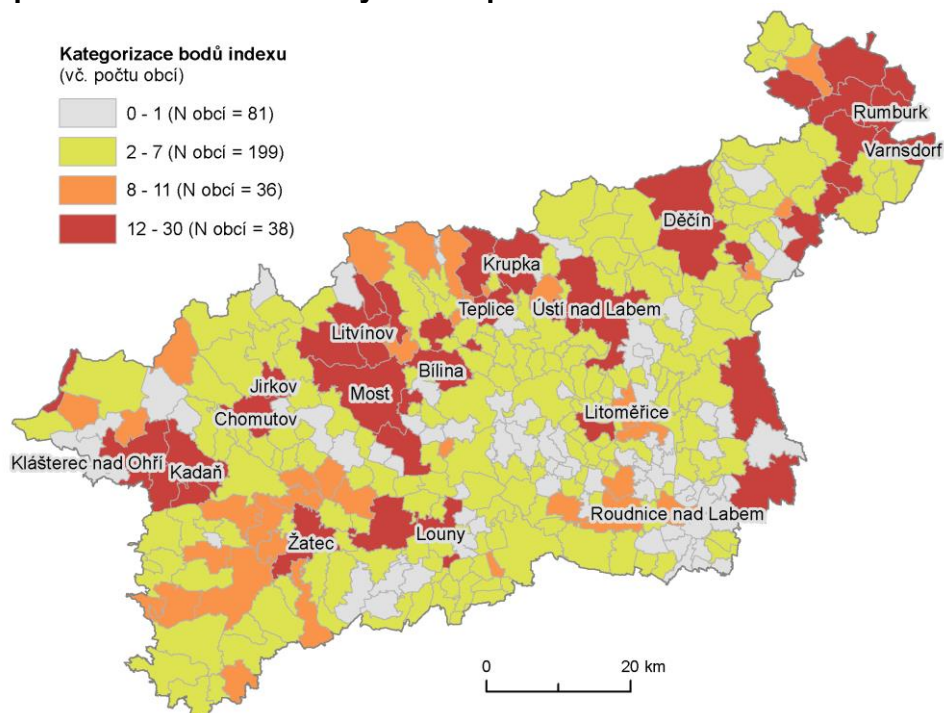 Kategorizace bodů indexu
(vč. počtu obcí)
0 - 1 (N obcí = 81)
2 - 7 (N obcí = 199)
8 - 11 (N obcí = 36)
12 - 30 (N obcí = 38)
Rumburk
Varnsdorf
Děčín
Krupka
Teplice
Ústí nad Labem
Litvínov
Bílina
Jirkov
Most
Chomutov
Litoměřice
Klášterec nad Ohří
Kadaň
Roudnice nad Labem
Žatec
Louny
0
20 km